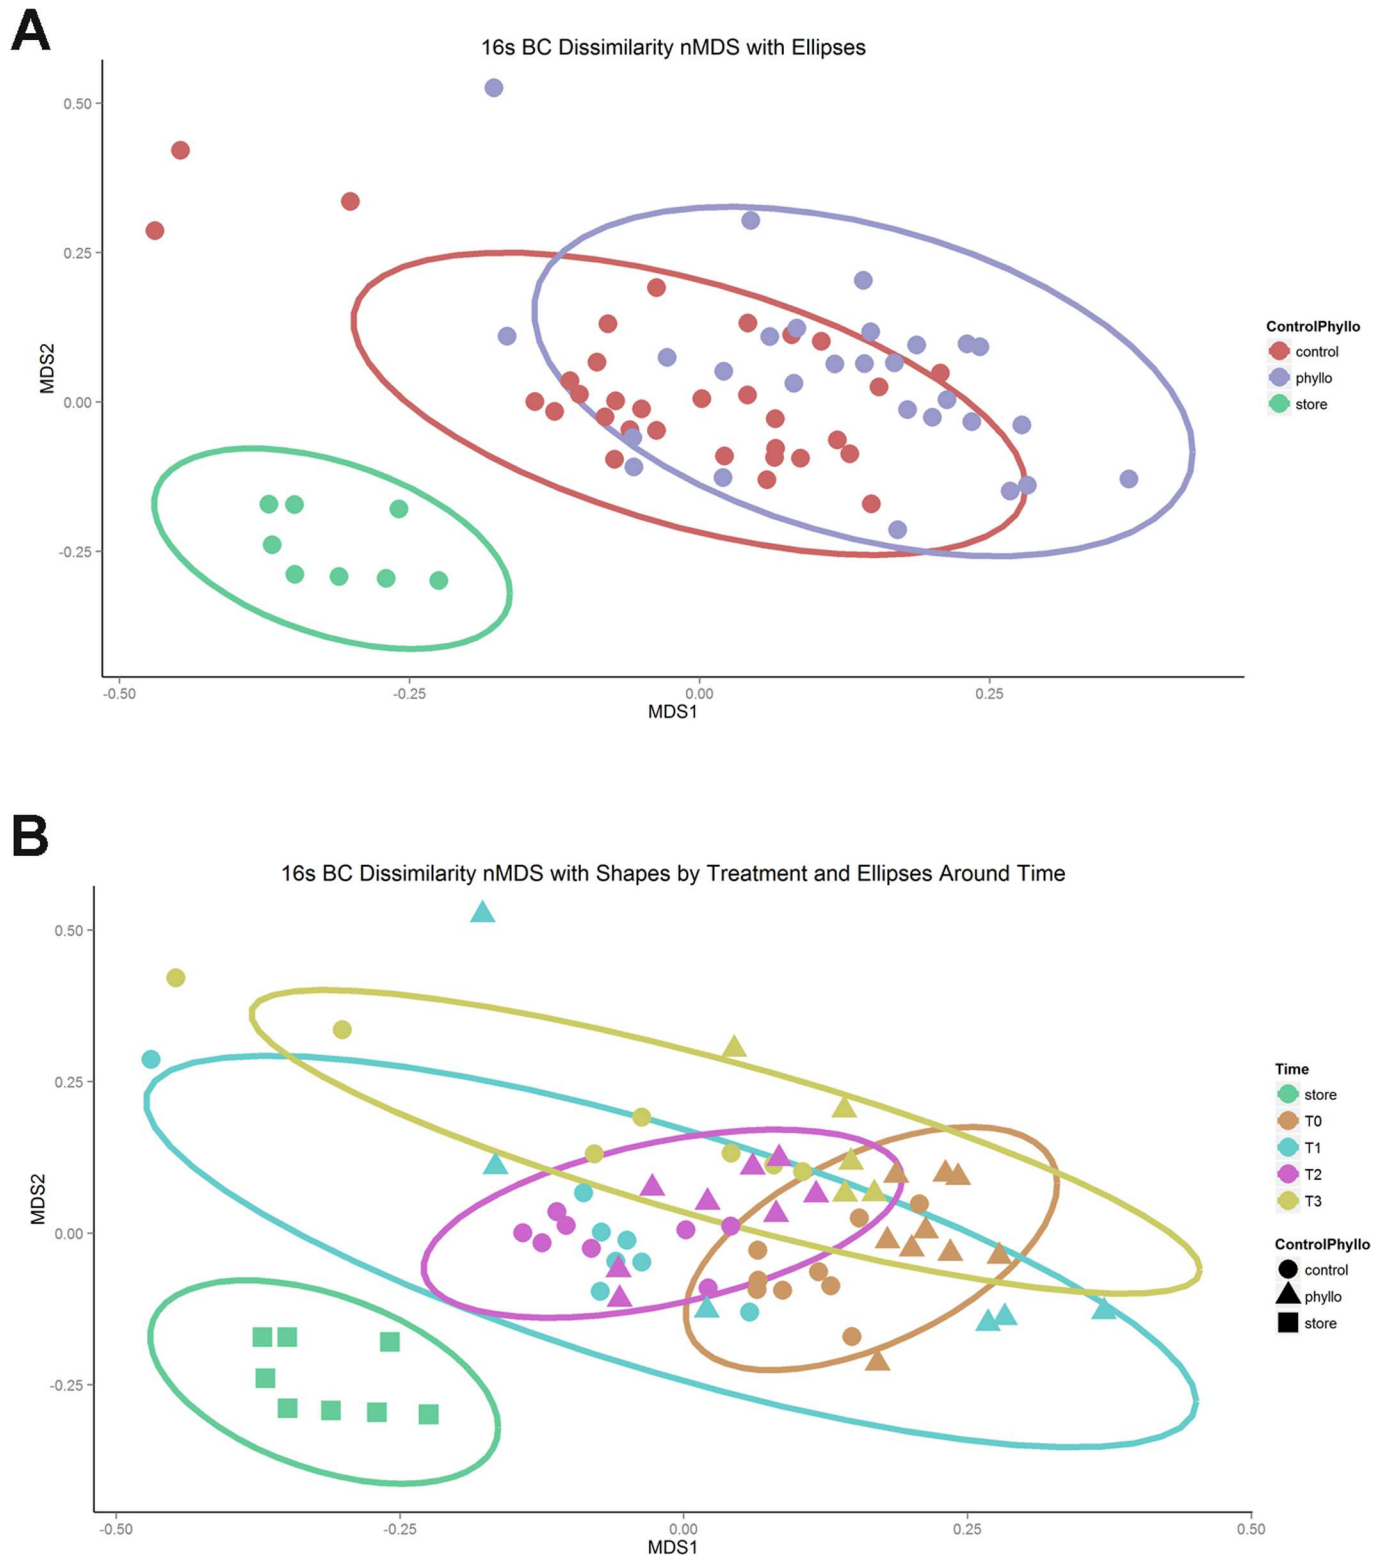 A
16s BC Dissimilarity nMDS with Ellipses
0.50
0.25
0.00
-0.25
MDS2
-0.50
-0.25
0.00
0.25
MDS1
ControlPhyllo
control
phyllo
store
B
16s BC Dissimilarity nMDS with Shapes by Treatment and Ellipses Around Time
0.50
0.25
0.00
-0.25
MDS2
-0.50
-0.25
0.00
0.25
0.50
MDS1
Time
store
T0
T1
T2
T3
ControlPhyllo
control
phyllo
store